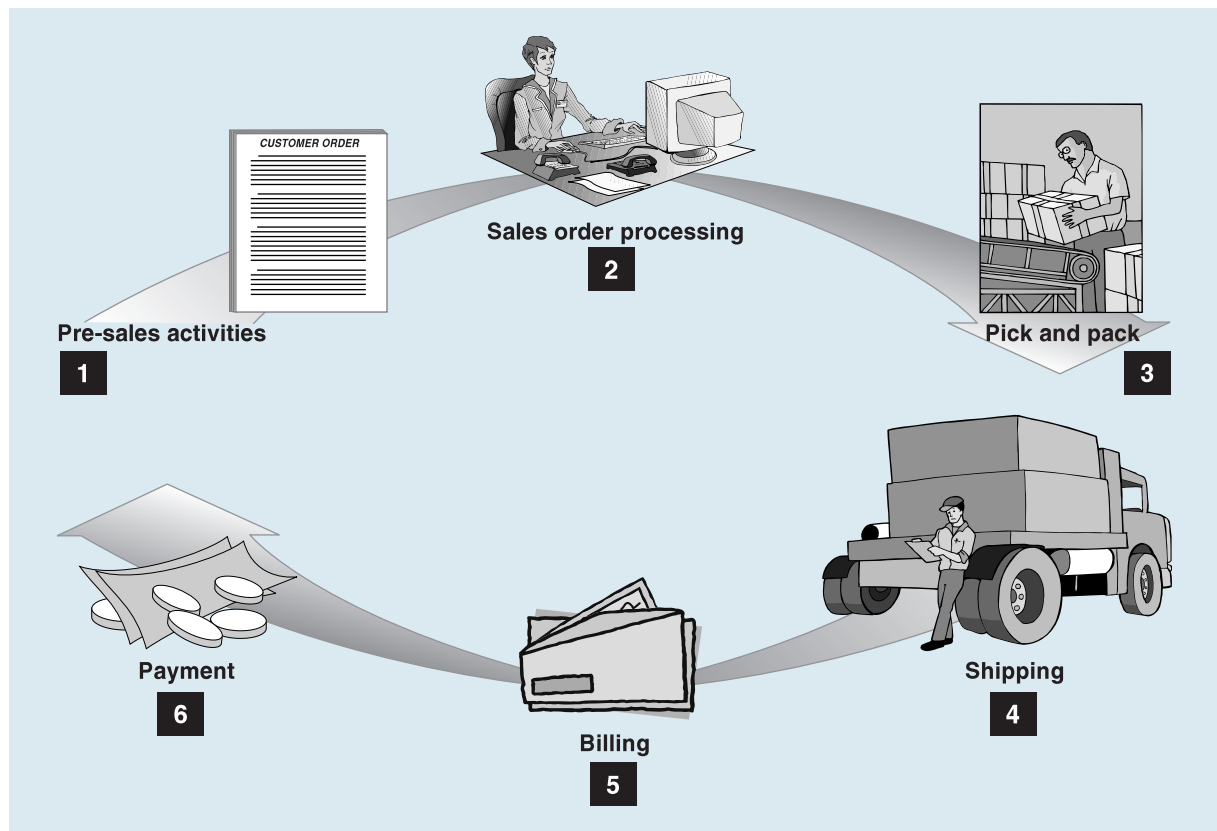 CUSTOMER ORDER
Pre-sales activities
1
Sales order processing
2
Pick and pack
3
Shipping
4
Billing
5
Payment
6